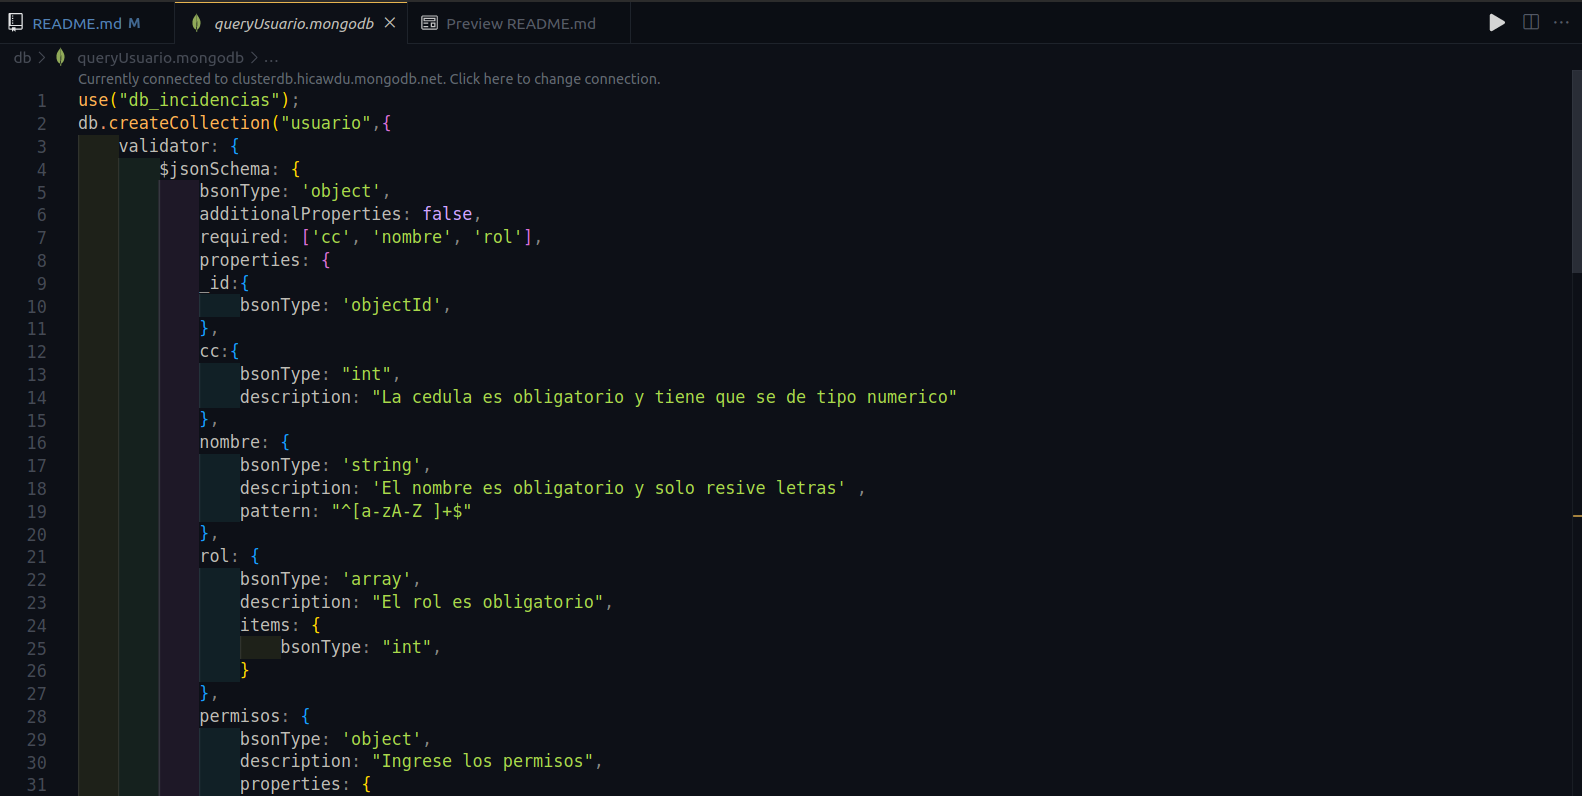 README.md M queryUsuario.mongodb Preview README.md
db > queryUsuario.mongodb > ...
Currently connected to clusterdb.hicawdu.mongodb.net. Click here to change connection.
1 use("db_incidencias");
2 db.createCollection("usuario",{
3 validator: {
4 $jsonSchema: {
5 bsonType: 'object',
6 additionalProperties: false,
7 required: ['cc', 'nombre', 'rol'],
8 properties: {
9 _id:{
10 bsonType: 'objectId',
11 },
12 cc:{
13 bsonType: "int",
14 description: "La cedula es obligatorio y tiene que se de tipo numerico"
15 },
16 nombre: {
17 bsonType: 'string',
18 description: 'El nombre es obligatorio y solo resive letras' ,
19 pattern: "^[a-zA-Z ]+$"
20 },
21 rol: {
22 bsonType: 'array',
23 description: "El rol es obligatorio",
24 items: {
25 bsonType: "int",
26 }
27 },
28 permisos: {
29 bsonType: 'object',
30 description: "Ingrese los permisos",
31 properties: {